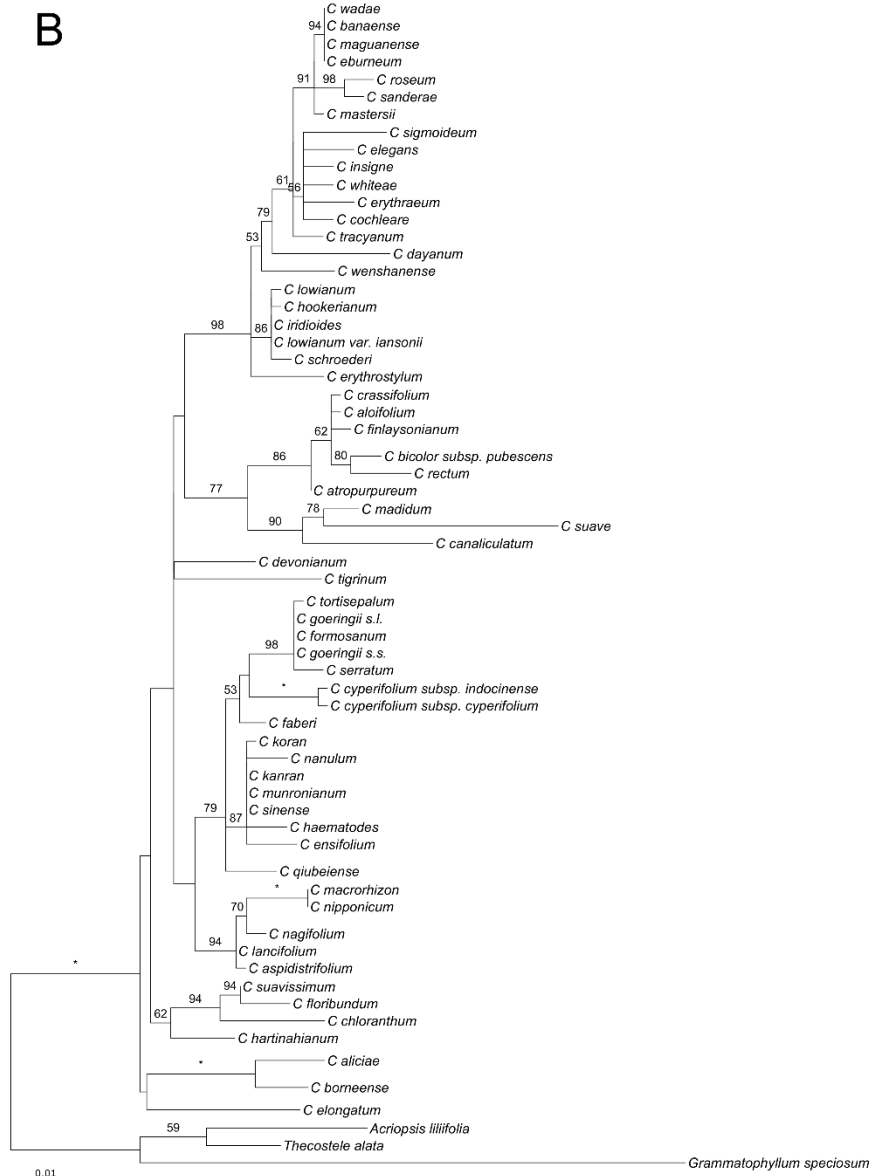 B
C wadae
94
C banaense
C maguanense
C eburneum
91 98
C roseum
C sanderae
C mastersii
C sigmoideum
C elegans
C insigne
61
56
C whiteae
C erythraeum
C cochleare
79
C tracyanum
53
C dayanum
C wenshanense
C lowianum
C hookerianum
98
86
C iridioides
C lowianum var. iansonii
C schroederi
C erythrostylum
C crassifolium
C aloifolium
62
C finlaysonianum
86
80
C bicolor subsp. pubescens
C rectum
77
C atropurpureum
78
C madidum
90
C suave
C canaliculatum
C devonianum
C tigrinum
C tortisepalum
C goeringii s.l.
C formosanum
98
C goeringii s.s.
C serratum
*
53
C cyperifolium subsp. indocinense
C cyperifolium subsp. cyperifolium
C faberi
C koran
C nanulum
C kanran
C munronianum
79
87
C sinense
C haematodes
C ensifolium
C qiubeiense
*
C macrorhizon
70
C nipponicum
C nagifolium
94
C lancifolium
C aspidistrifolium
*
94
94
C suavissimum
C floribundum
62
C chloranthum
C hartinahianum
*
C aliciae
C borneense
C elongatum
59
Acriopsis liliifolia
Thecostele alata
Grammatophyllum speciosum
0.01